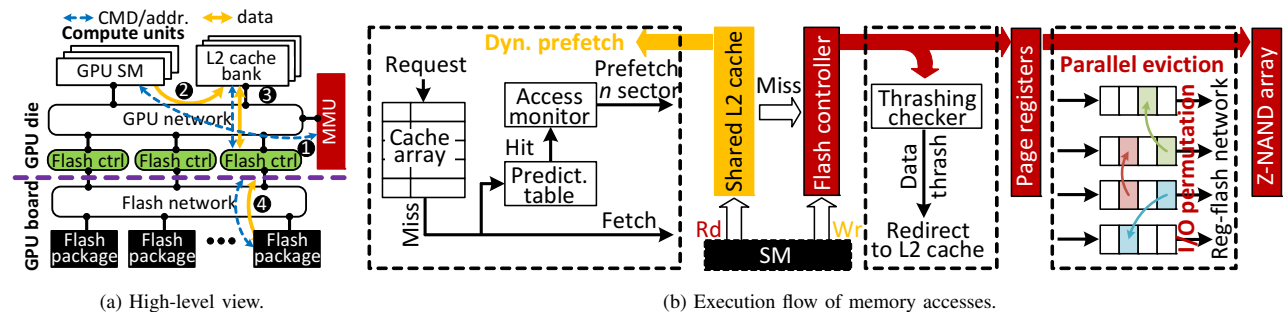 CMD/addr.
data
Compute units
GPU SM
L2 cache
bank
2
3
GPU network
MMU
1
Flash ctrl
Flash ctrl
Flash ctrl
GPU die
GPU board
Flash network
4
Flash
package
Flash
package
•••
Flash
package
(a) High-level view.
Dyn. prefetch
Request
Cache
array
Miss
Hit
Access
monitor
Predict.
table
Prefetch
n sector
Fetch
Shared L2 cache
Miss
Flash controller
Rd
Wr
SM
Thrashing
checker
Data
thrash
Redirect
to L2 cache
Page registers
Parallel eviction
I/O permutation
Reg-flash network
Z-NAND array
(b) Execution flow of memory accesses.